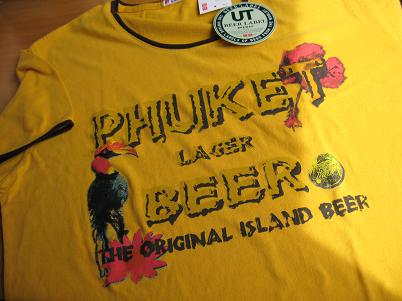 UT
BEER LABEL
PHUKET
LAGER
BEER
THE ORIGINAL ISLAND BEER